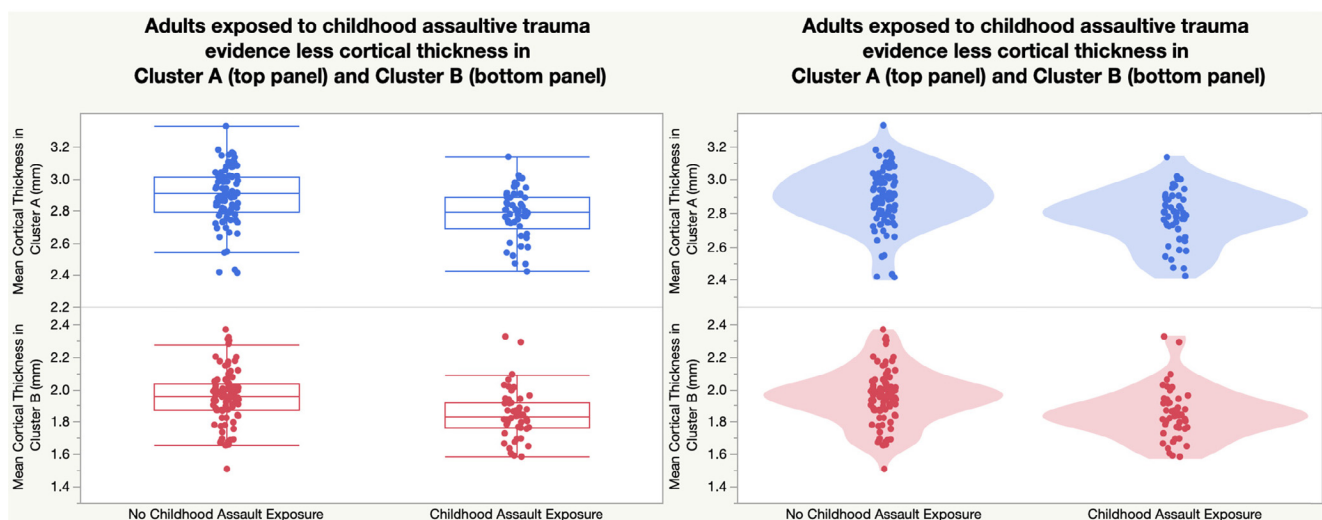 Adults exposed to childhood assaultive trauma
evidence less cortical thickness in
Cluster A (top panel) and Cluster B (bottom panel)
Mean Cortical Thickness in
Cluster A (mm)
3.2
3.0
2.8
2.6
2.4
2.2
Mean Cortical Thickness in
Cluster B (mm)
2.4
2.2
2.0
1.8
1.6
1.4
No Childhood Assault Exposure
Childhood Assault Exposure
Adults exposed to childhood assaultive trauma
evidence less cortical thickness in
Cluster A (top panel) and Cluster B (bottom panel)
Mean Cortical Thickness in
Cluster A (mm)
3.2
3.0
2.8
2.6
2.4
Mean Cortical Thickness in
Cluster B (mm)
2.4
2.2
2.0
1.8
1.6
1.4
No Childhood Assault Exposure
Childhood Assault Exposure